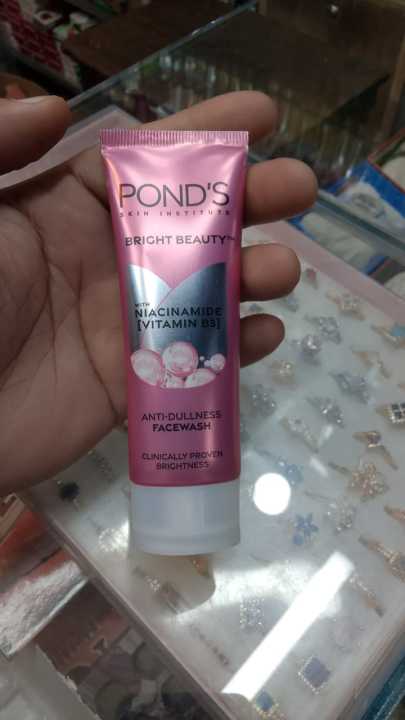 POND'S
SKIN INSTITUTE
BRIGHT BEAUTY™
WITH
NIACINAMIDE
[VITAMIN B3]
ANTI-DULLNESS
FACEWASH
CLINICALLY PROVEN
BRIGHTNESS